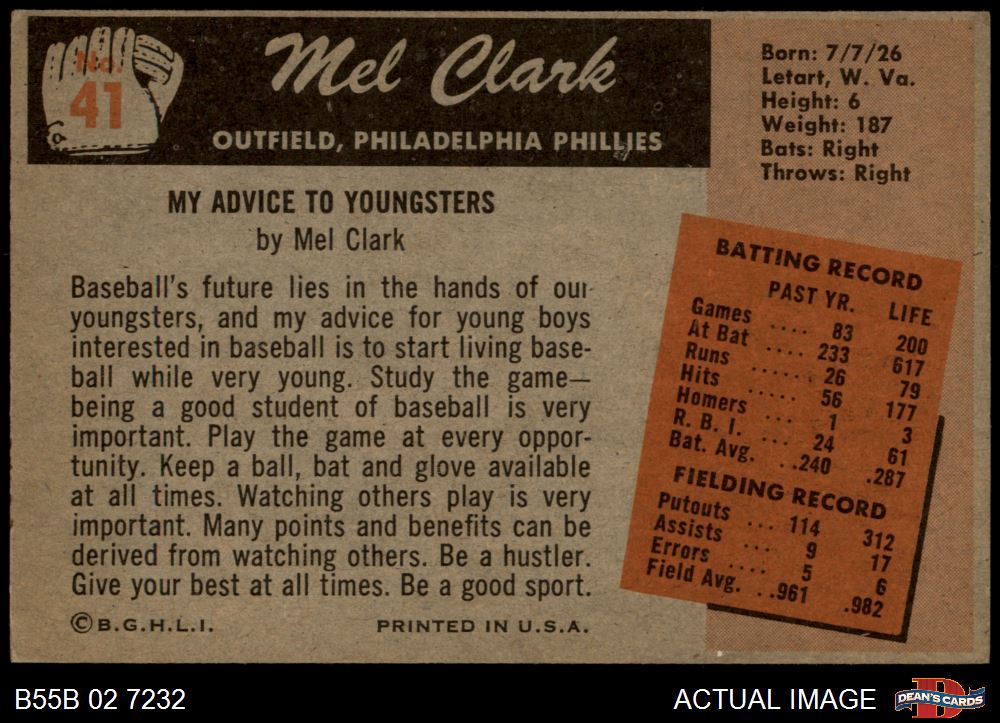 No.
41
Mel Clark
OUTFIELD, PHILADELPHIA PHILLIES
Born: 7/7/26
Letart, W. Va.
Height: 6
Weight: 187
Bats: Right
Throws: Right
MY ADVICE TO YOUNGSTERS
by Mel Clark
Baseball's future lies in the hands of our
youngsters, and my advice for young boys
interested in baseball is to start living base-
ball while very young. Study the game—
being a good student of baseball is very
important. Play the game at every oppor-
tunity. Keep a ball, bat and glove available
at all times. Watching others play is very
important. Many points and benefits can be
derived from watching others. Be a hustler.
Give your best at all times. Be a good sport.
©B.G.H.L.I.
PRINTED IN U.S.A.
BATTING RECORD
PAST YR. LIFE
Games .... 83 200
At Bat .... 233 617
Runs ...... 26 79
Hits ...... 56 177
Homers ... 1 3
R. B. I. ... 24 61
Bat. Avg. ..240 .287
FIELDING RECORD
Putouts ... 114 312
Assists ... 9 17
Errors .... 5 6
Field Avg. ..961 .982
B55B 02 7232
ACTUAL IMAGE
D
DEAN'S CARDS